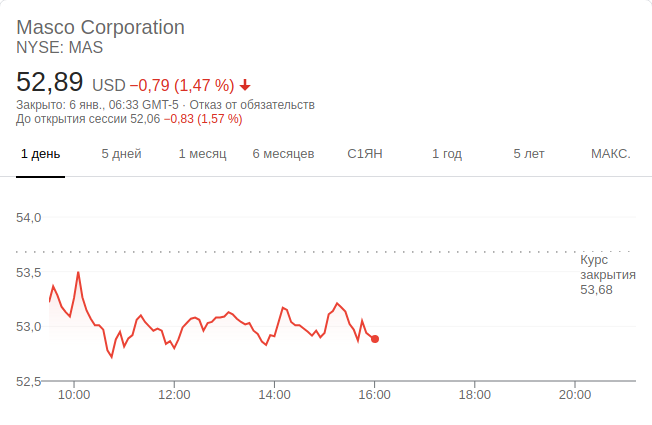 Masco Corporation
NYSE: MAS
52,89 USD −0,79 (1,47 %)
Закрыто: 6 янв., 06:33 GMT-5 · Отказ от обязательств
До открытия сессии 52,06 −0,83 (1,57 %)
1 день 5 дней 1 месяц 6 месяцев С1ЯН 1 год 5 лет МАКС.
54,0
Курс
закрытия
53,68
53,5
53,0
52,5
10:00 12:00 14:00 16:00 18:00 20:00